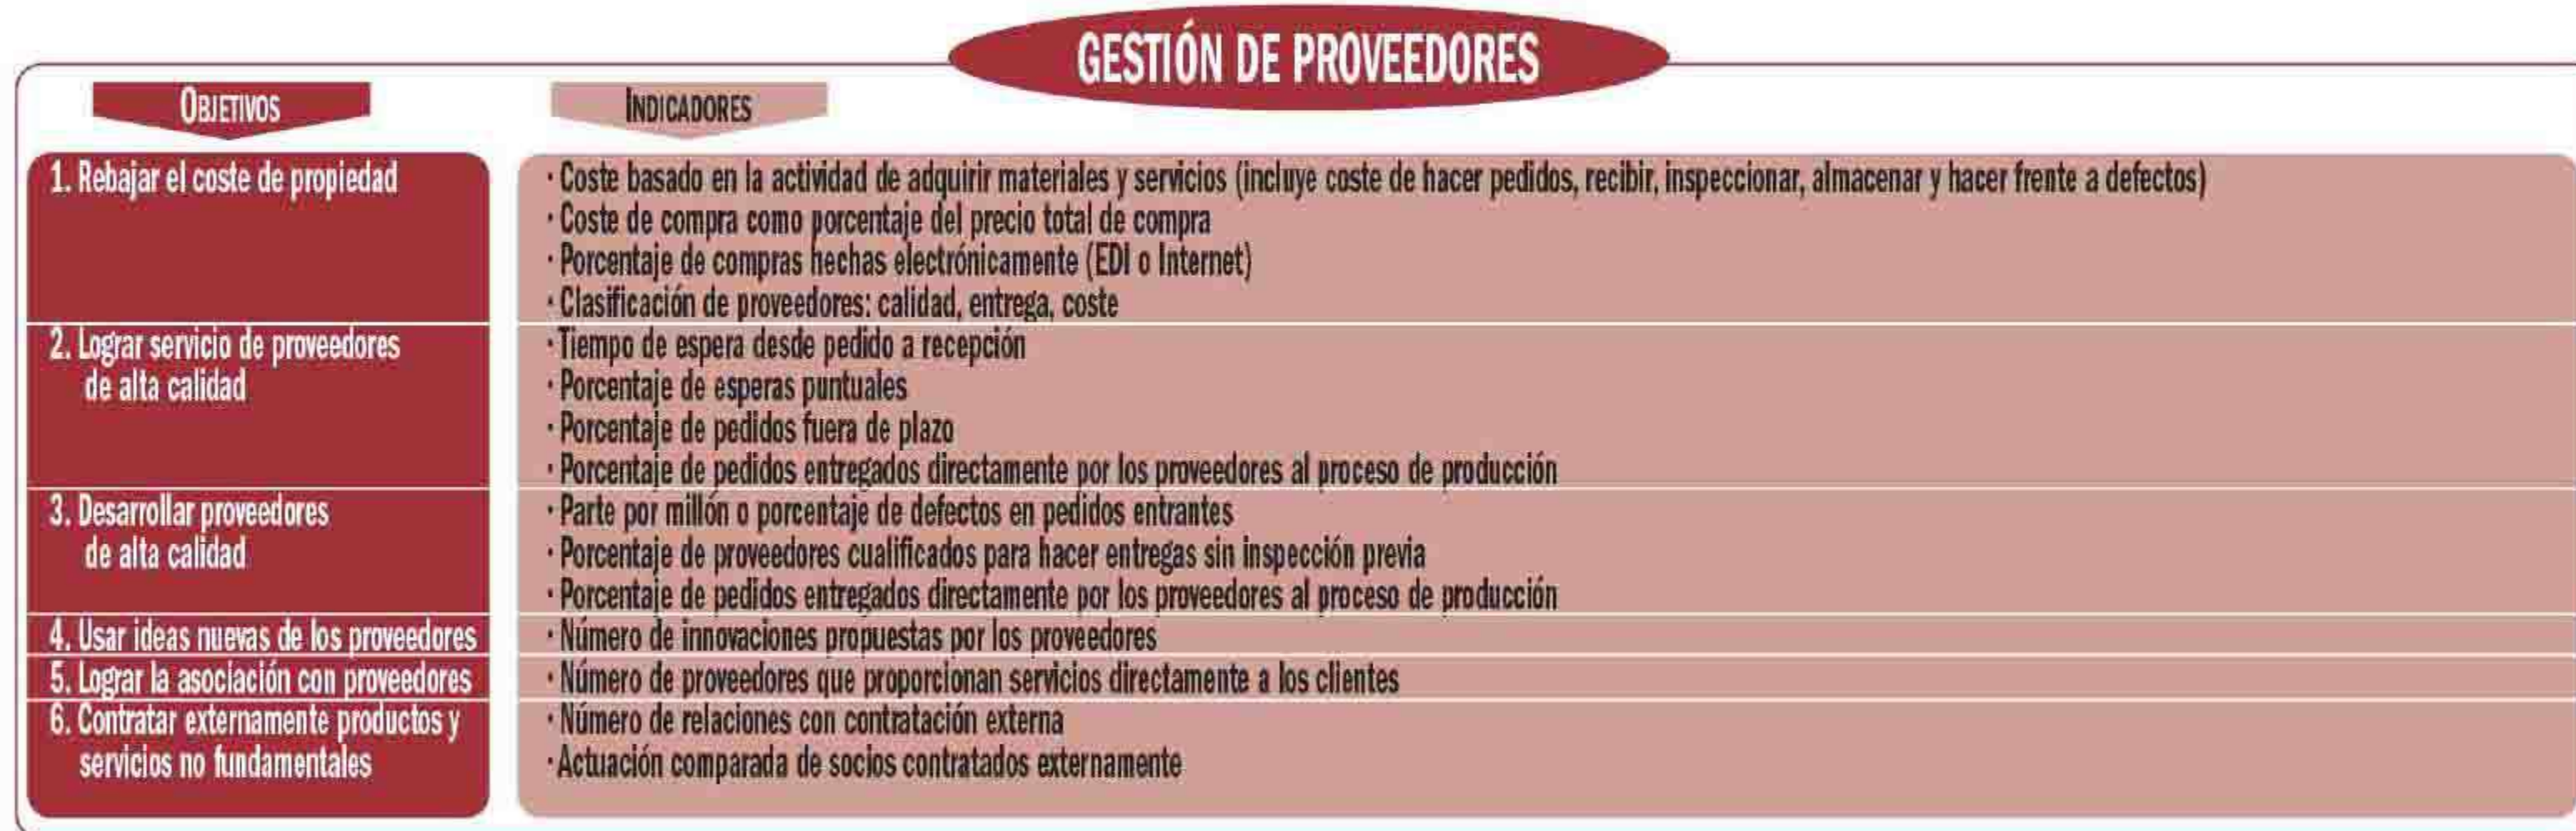 GESTIÓN DE PROVEEDORES
OBJETIVOS
INDICADORES
1. Rebajar el coste de propiedad
· Coste basado en la actividad de adquirir materiales y servicios (incluye coste de hacer pedidos, recibir, inspeccionar, almacenar y hacer frente a defectos)
· Coste de compra como porcentaje del precio total de compra
· Porcentaje de compras hechas electrónicamente (EDI o Internet)
· Clasificación de proveedores: calidad, entrega, coste
2. Lograr servicio de proveedores
de alta calidad
· Tiempo de espera desde pedido a recepción
· Porcentaje de esperas puntuales
· Porcentaje de pedidos fuera de plazo
· Porcentaje de pedidos entregados directamente por los proveedores al proceso de producción
3. Desarrollar proveedores
de alta calidad
· Parte por millón o porcentaje de defectos en pedidos entrantes
· Porcentaje de proveedores cualificados para hacer entregas sin inspección previa
· Porcentaje de pedidos entregados directamente por los proveedores al proceso de producción
4. Usar ideas nuevas de los proveedores
· Número de innovaciones propuestas por los proveedores
5. Lograr la asociación con proveedores
· Número de proveedores que proporcionan servicios directamente a los clientes
6. Contratar externamente productos y
servicios no fundamentales
· Número de relaciones con contratación externa
· Actuación comparada de socios contratados externamente